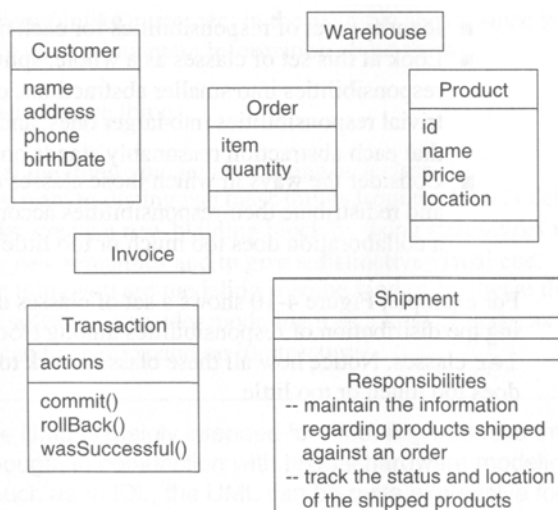 Customer
name
address
phone
birthDate
Order
item
quantity
Warehouse
Product
id
name
price
location
Invoice
Transaction
actions
commit()
rollBack()
wasSuccessful()
Shipment
Responsibilities
-- maintain the information
regarding products shipped
against an order
-- track the status and location
of the shipped products